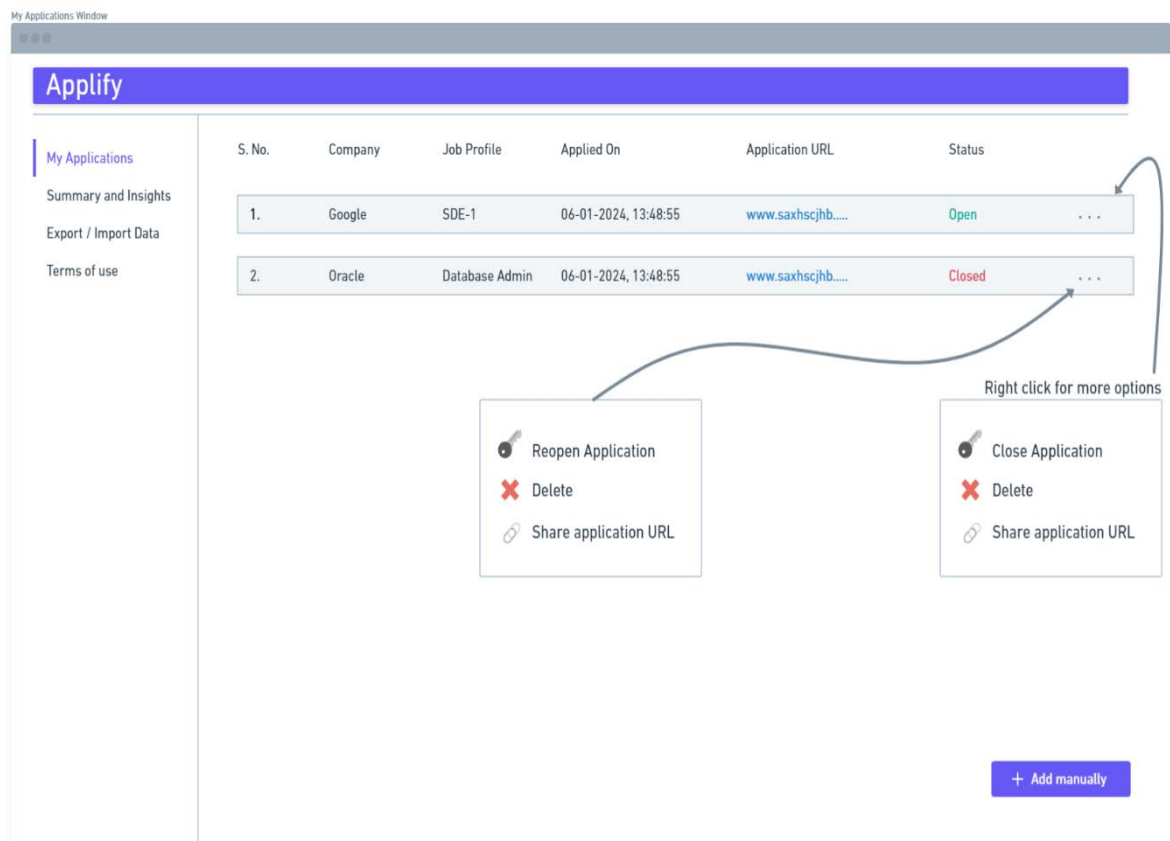 My Applications Window
Applify
My Applications
Summary and Insights
Export / Import Data
Terms of use
S. No. Company Job Profile Applied On Application URL Status
1. Google SDE-1 06-01-2024, 13:48:55 www.saxhscjhb..... Open ...
2. Oracle Database Admin 06-01-2024, 13:48:55 www.saxhscjhb..... Closed ...
Reopen Application
Delete
Share application URL
Right click for more options
Close Application
Delete
Share application URL
+ Add manually